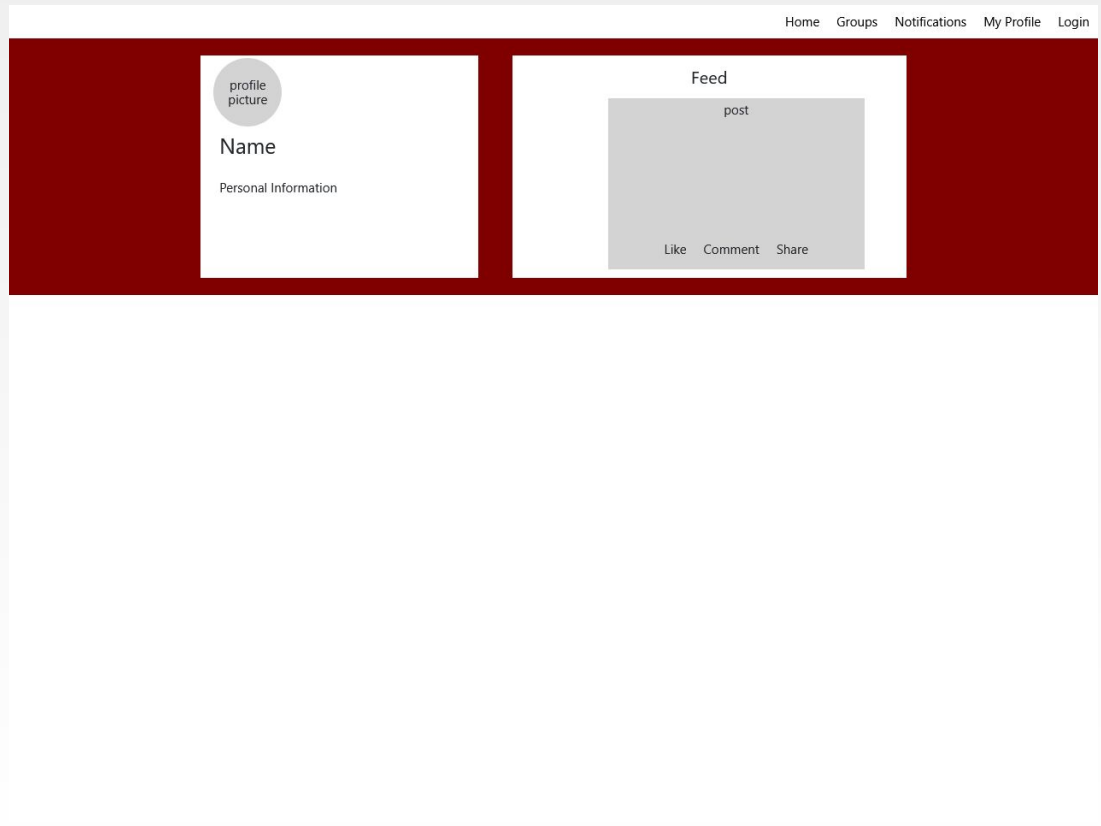 Home Groups Notifications My Profile Login
profile
picture
Name
Personal Information
Feed
post
Like Comment Share